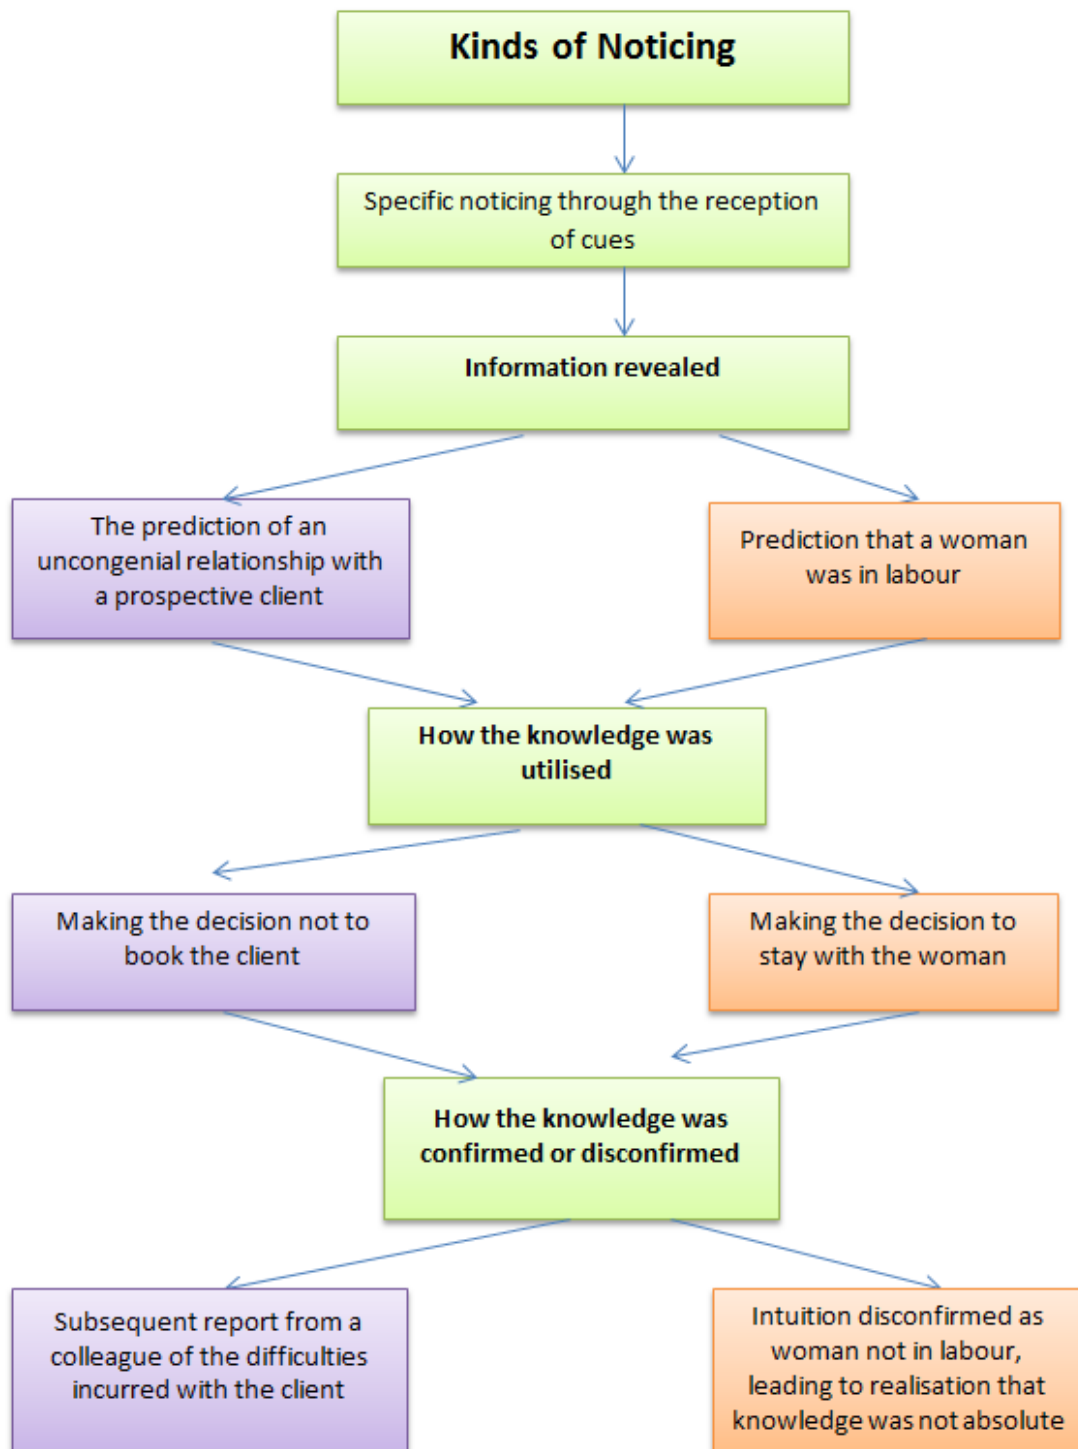 Kinds of Noticing
Specific noticing through the reception
of cues
Information revealed
The prediction of an
uncongenial relationship with
a prospective client
Prediction that a woman
was in labour
How the knowledge was
utilised
Making the decision not to
book the client
Making the decision to
stay with the woman
How the knowledge was
confirmed or disconfirmed
Subsequent report from a
colleague of the difficulties
incurred with the client
Intuition disconfirmed as
woman not in labour,
leading to realisation that
knowledge was not absolute